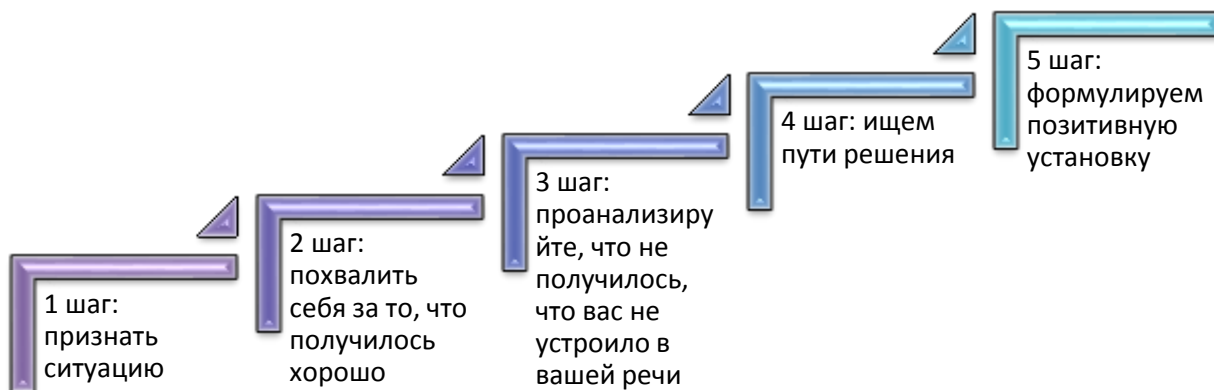 1 шаг:
признать
ситуацию
2 шаг:
похвалить
себя за то, что
получилось
хорошо
3 шаг:
проанализиру
йте, что не
получилось,
что вас не
устроило в
вашей речи
4 шаг: ищем
пути решения
5 шаг:
формулируем
позитивную
установку